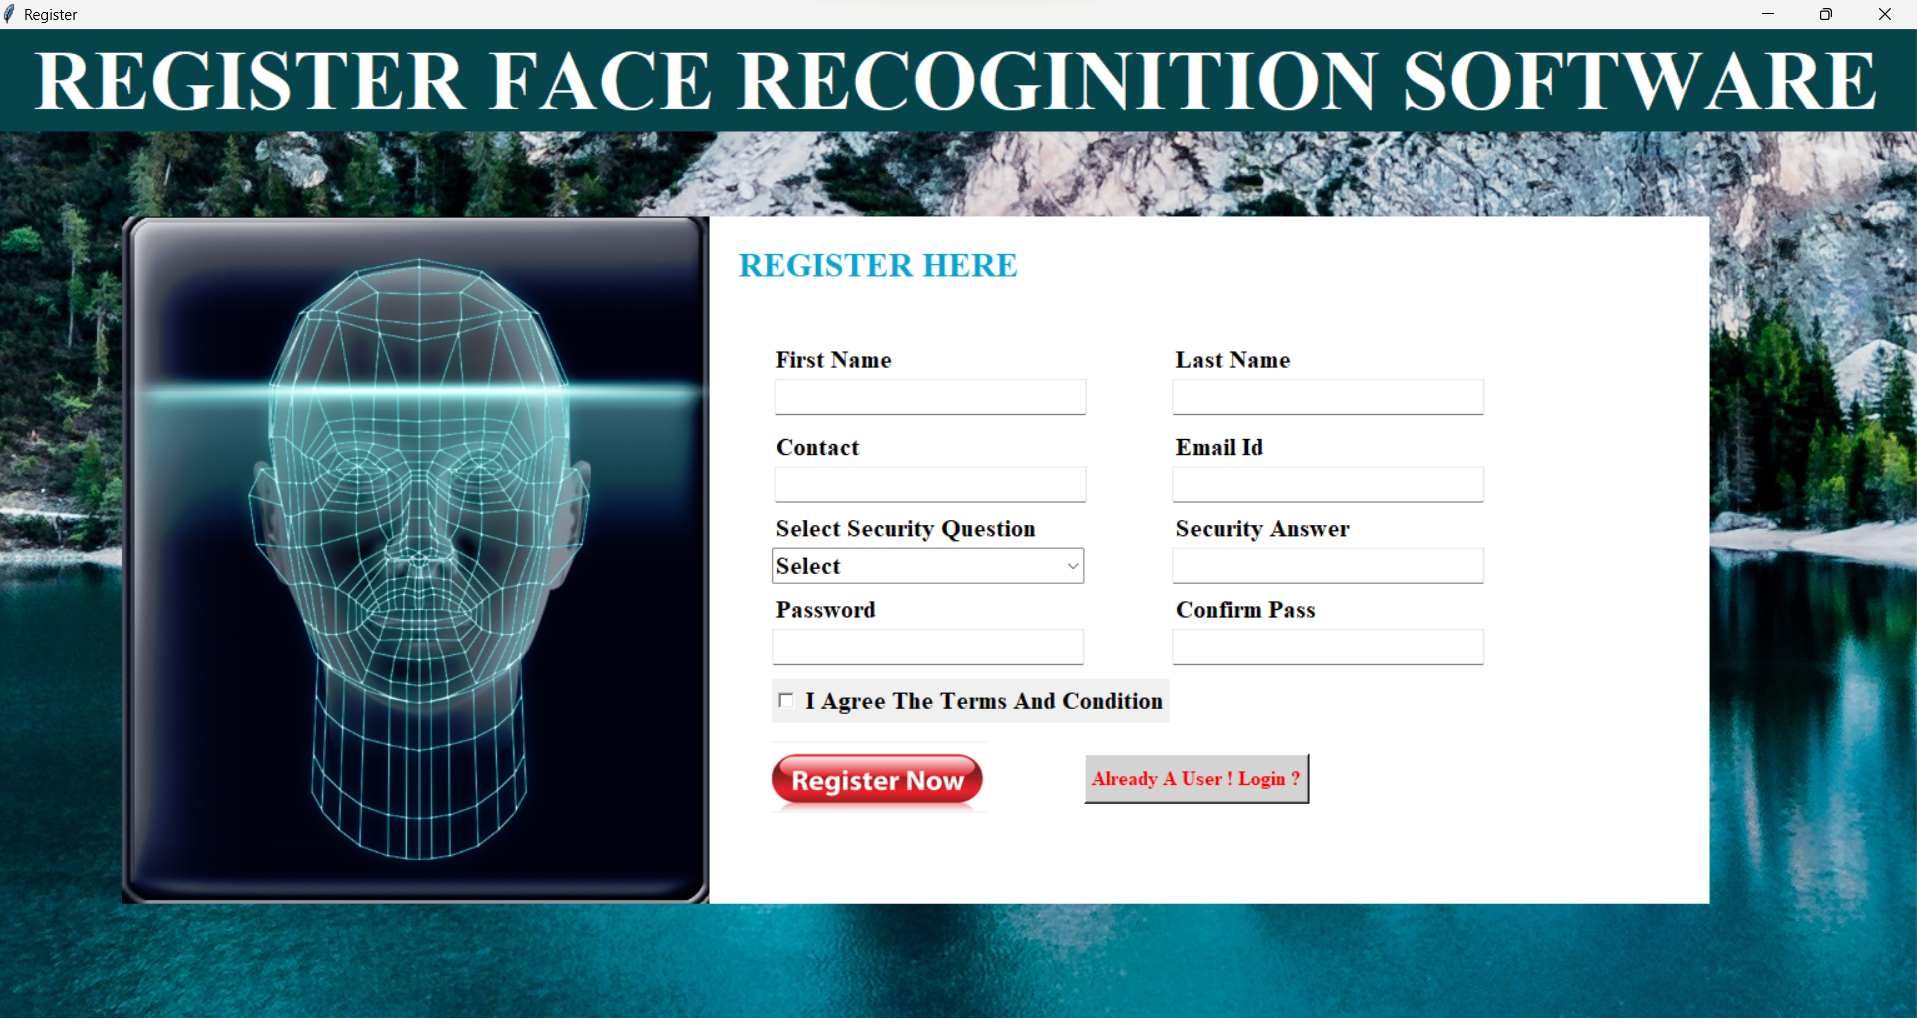 Register
REGISTER FACE RECOGINITION SOFTWARE
REGISTER HERE
First Name
Last Name
Contact
Email Id
Select Security Question
Security Answer
Select
Password
Confirm Pass
I Agree The Terms And Condition
Register Now
Already A User ! Login ?